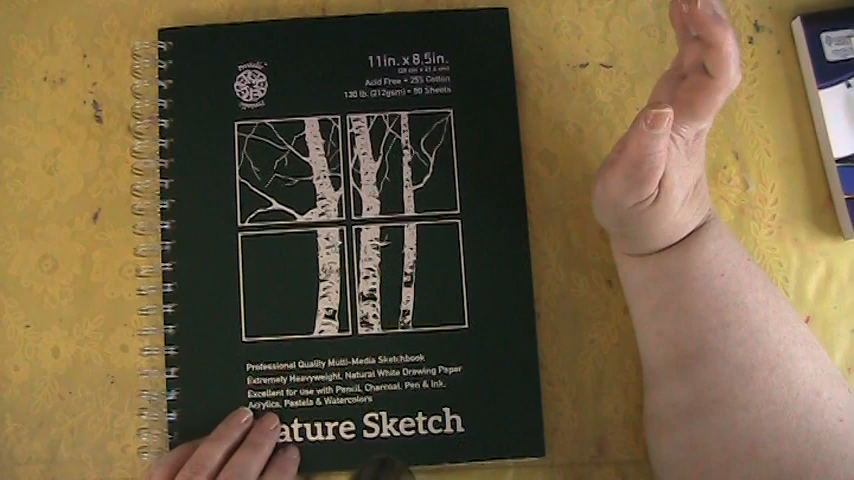 11in. x 8.5in.
Acid Free • 25% Cotton
130 lb. (212gsm) • 50 Sheets
Professional Quality Multi-Media Sketchbook
Extremely Heavyweight, Natural White Drawing Paper
Excellent for use with Pencil, Charcoal, Pen & Ink,
Acrylics, Pastels & Watercolors
ature Sketch